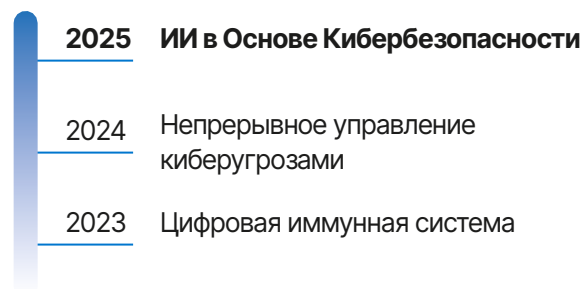 2025 ИИ в Основе Кибербезопасности
2024 Непрерывное управление
киберугрозами
2023 Цифровая иммунная система